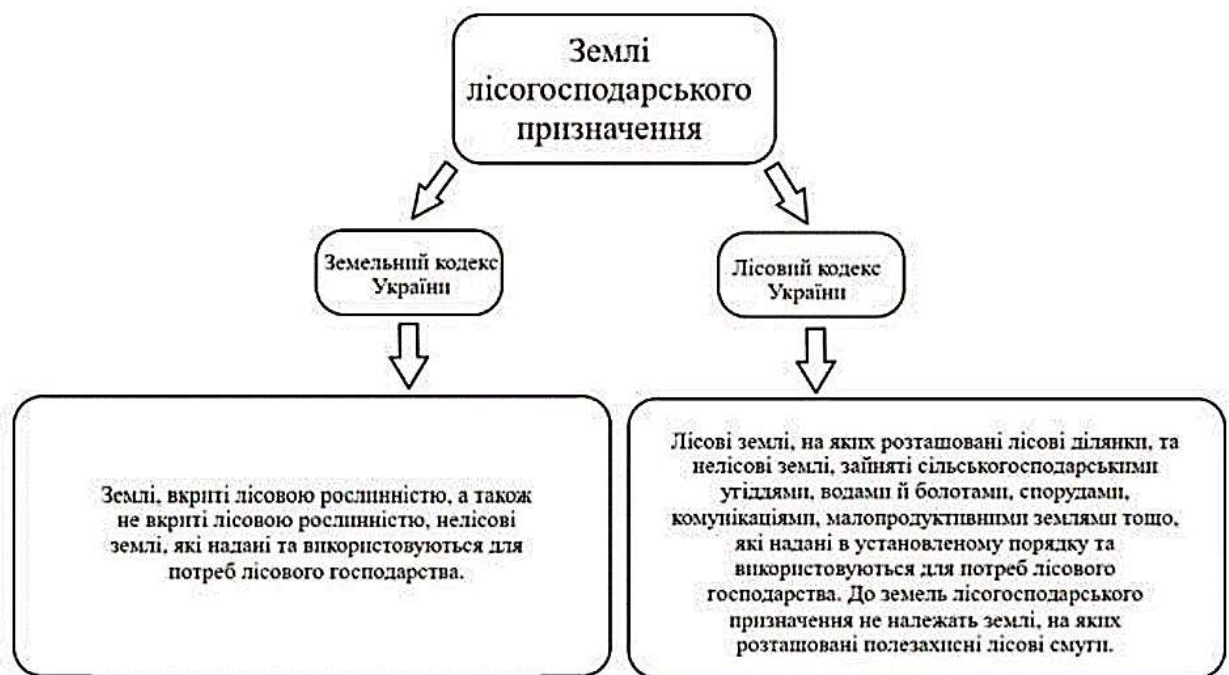 Землі
лісогосподарського
призначення
Земельний кодекс
України
Лісовий кодекс
України
Землі, вкриті лісовою рослинністю, а також
не вкриті лісовою рослинністю, нелісові
землі, які надані та використовуються для
потреб лісового господарства.
Лісові землі, на яких розташовані лісові ділянки, та
нелісові землі, зайняті сільськогосподарськими
угіддями, водами й болотами, спорудами,
комунікаціями, малопродуктивними землями тощо,
які надані в установленому порядку та
використовуються для потреб лісового
господарства. До земель лісогосподарського
призначення не належать землі, на яких
розташовані полезахисні лісові смуги.